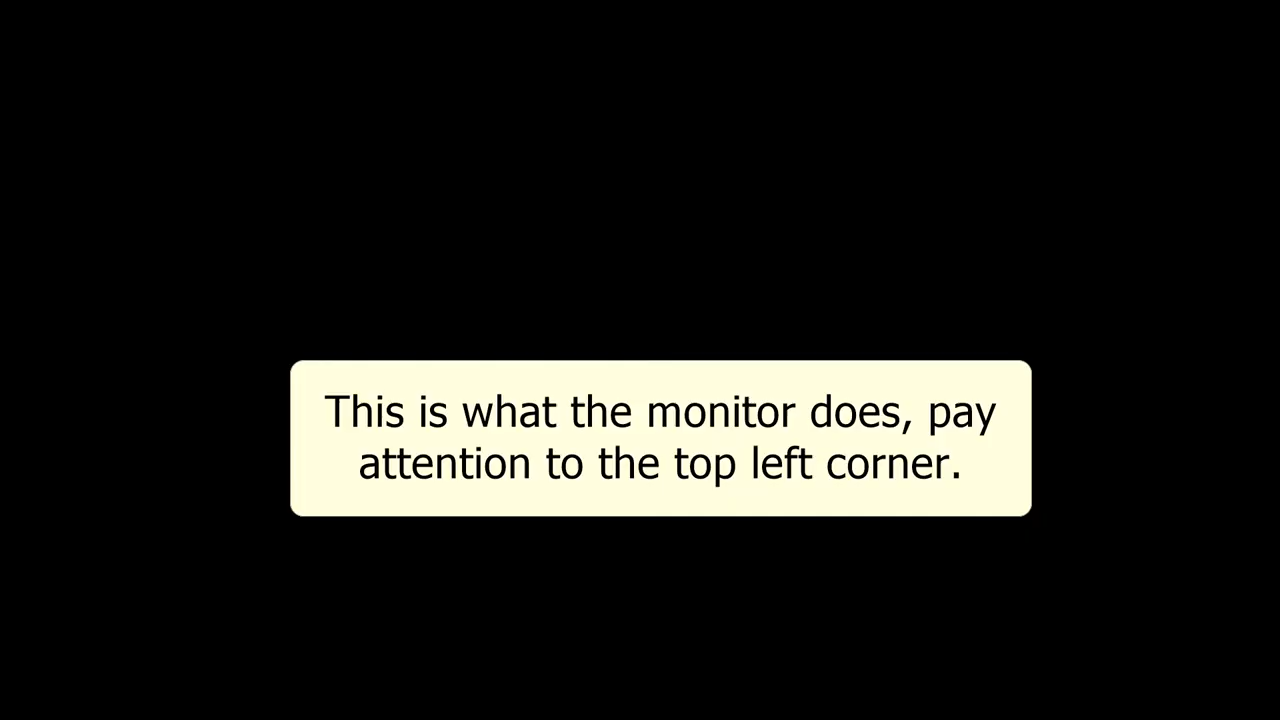 This is what the monitor does, pay
attention to the top left corner.